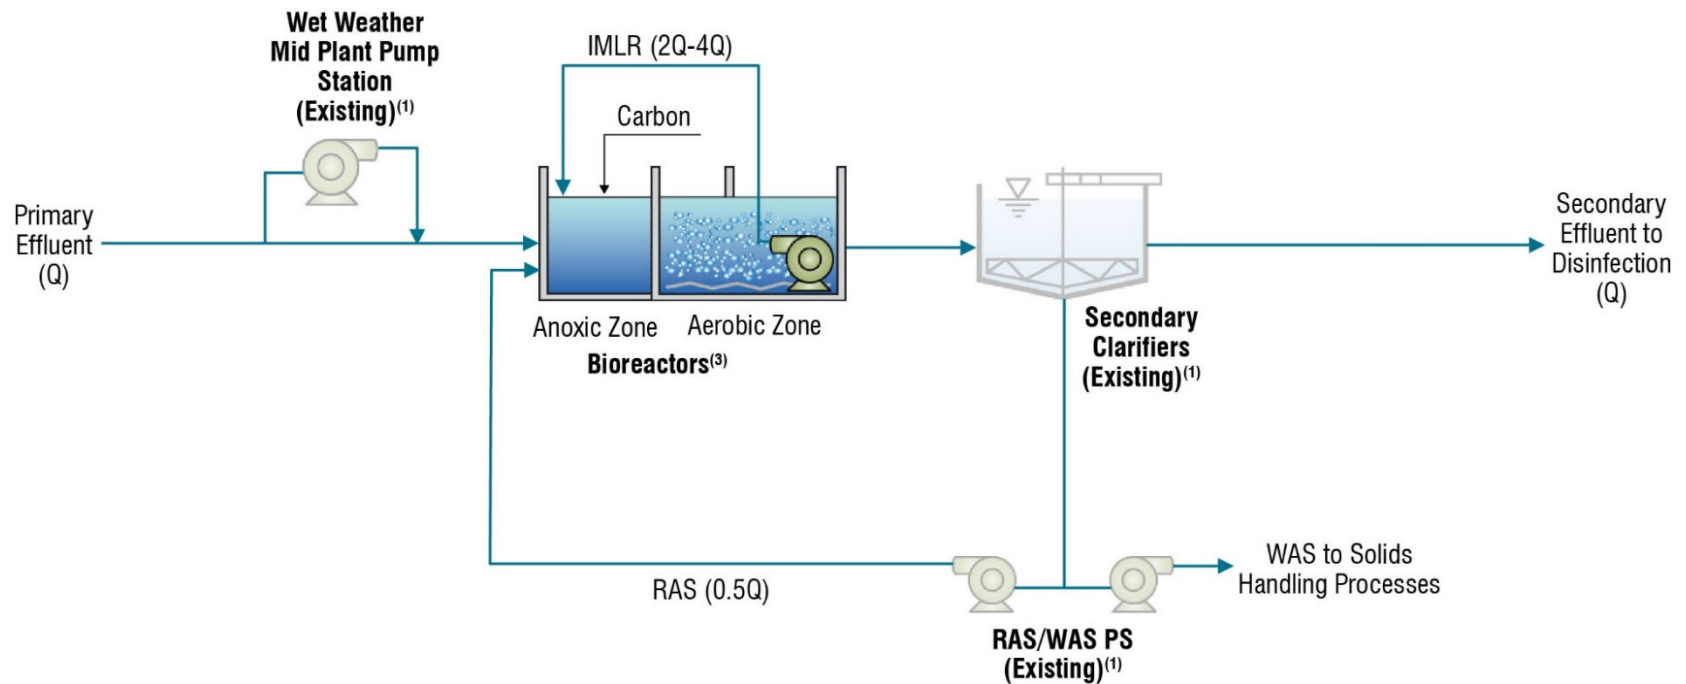 Wet Weather
Mid Plant Pump
Station
(Existing)(1)
IMLR (2Q-4Q)
Carbon
Primary
Effluent
(Q)
Anoxic Zone
Aerobic Zone
Bioreactors(3)
Secondary
Clarifiers
(Existing)(1)
Secondary
Effluent to
Disinfection
(Q)
RAS (0.5Q)
WAS to Solids
Handling Processes
RAS/WAS PS
(Existing)(1)